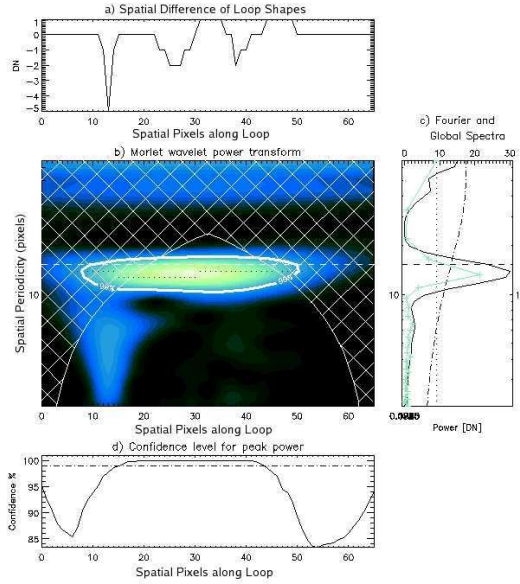 a) Spatial Difference of Loop Shapes
DN
0
-1
-2
-3
-4
-5
0 10 20 30 40 50 60
Spatial Pixels along Loop
b) Morlet wavelet power transform
Spatial Periodicity (pixels)
10
99%
99%
0 10 20 30 40 50 60
Spatial Pixels along Loop
c) Fourier and
Global Spectra
0 10 20 30
Power [DN]
d) Confidence level for peak power
Confidence %
100
95
90
85
0 10 20 30 40 50 60
Spatial Pixels along Loop